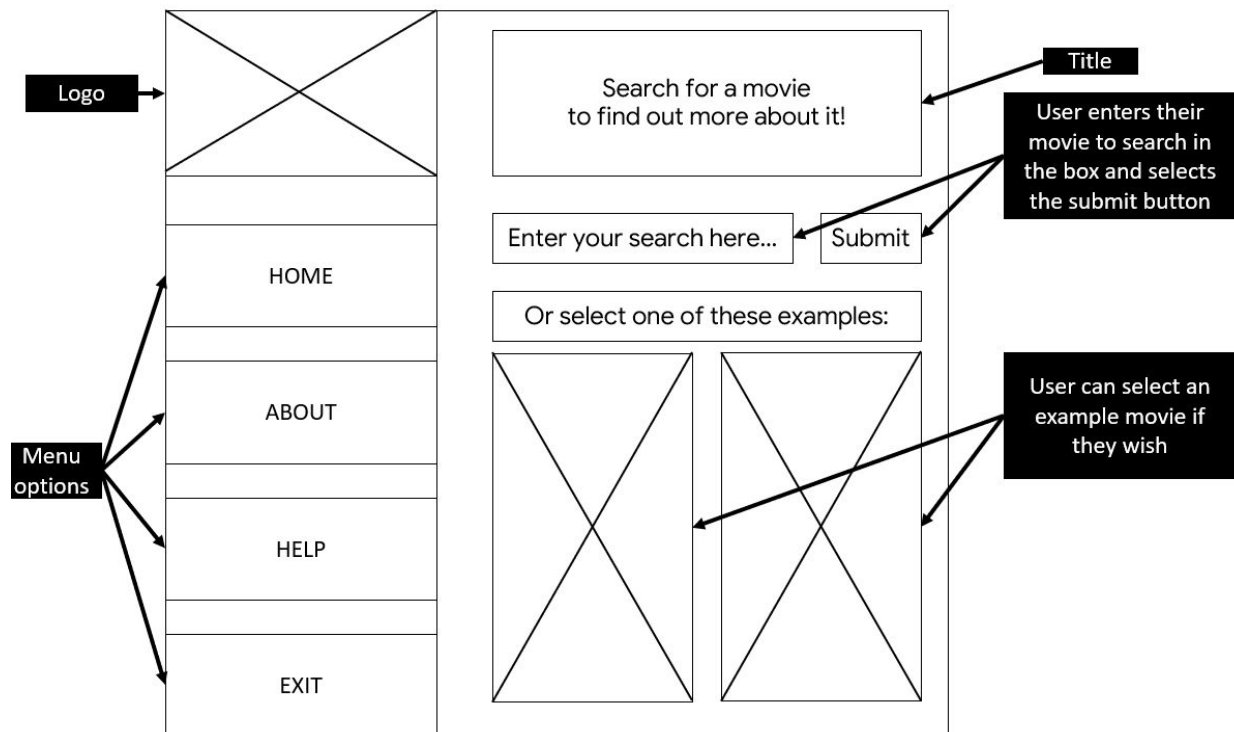 Logo
Search for a movie
to find out more about it!
Title
User enters their
movie to search in
the box and selects
the submit button
Enter your search here...
Submit
HOME
Or select one of these examples:
ABOUT
User can select an
example movie if
they wish
Menu
options
HELP
EXIT